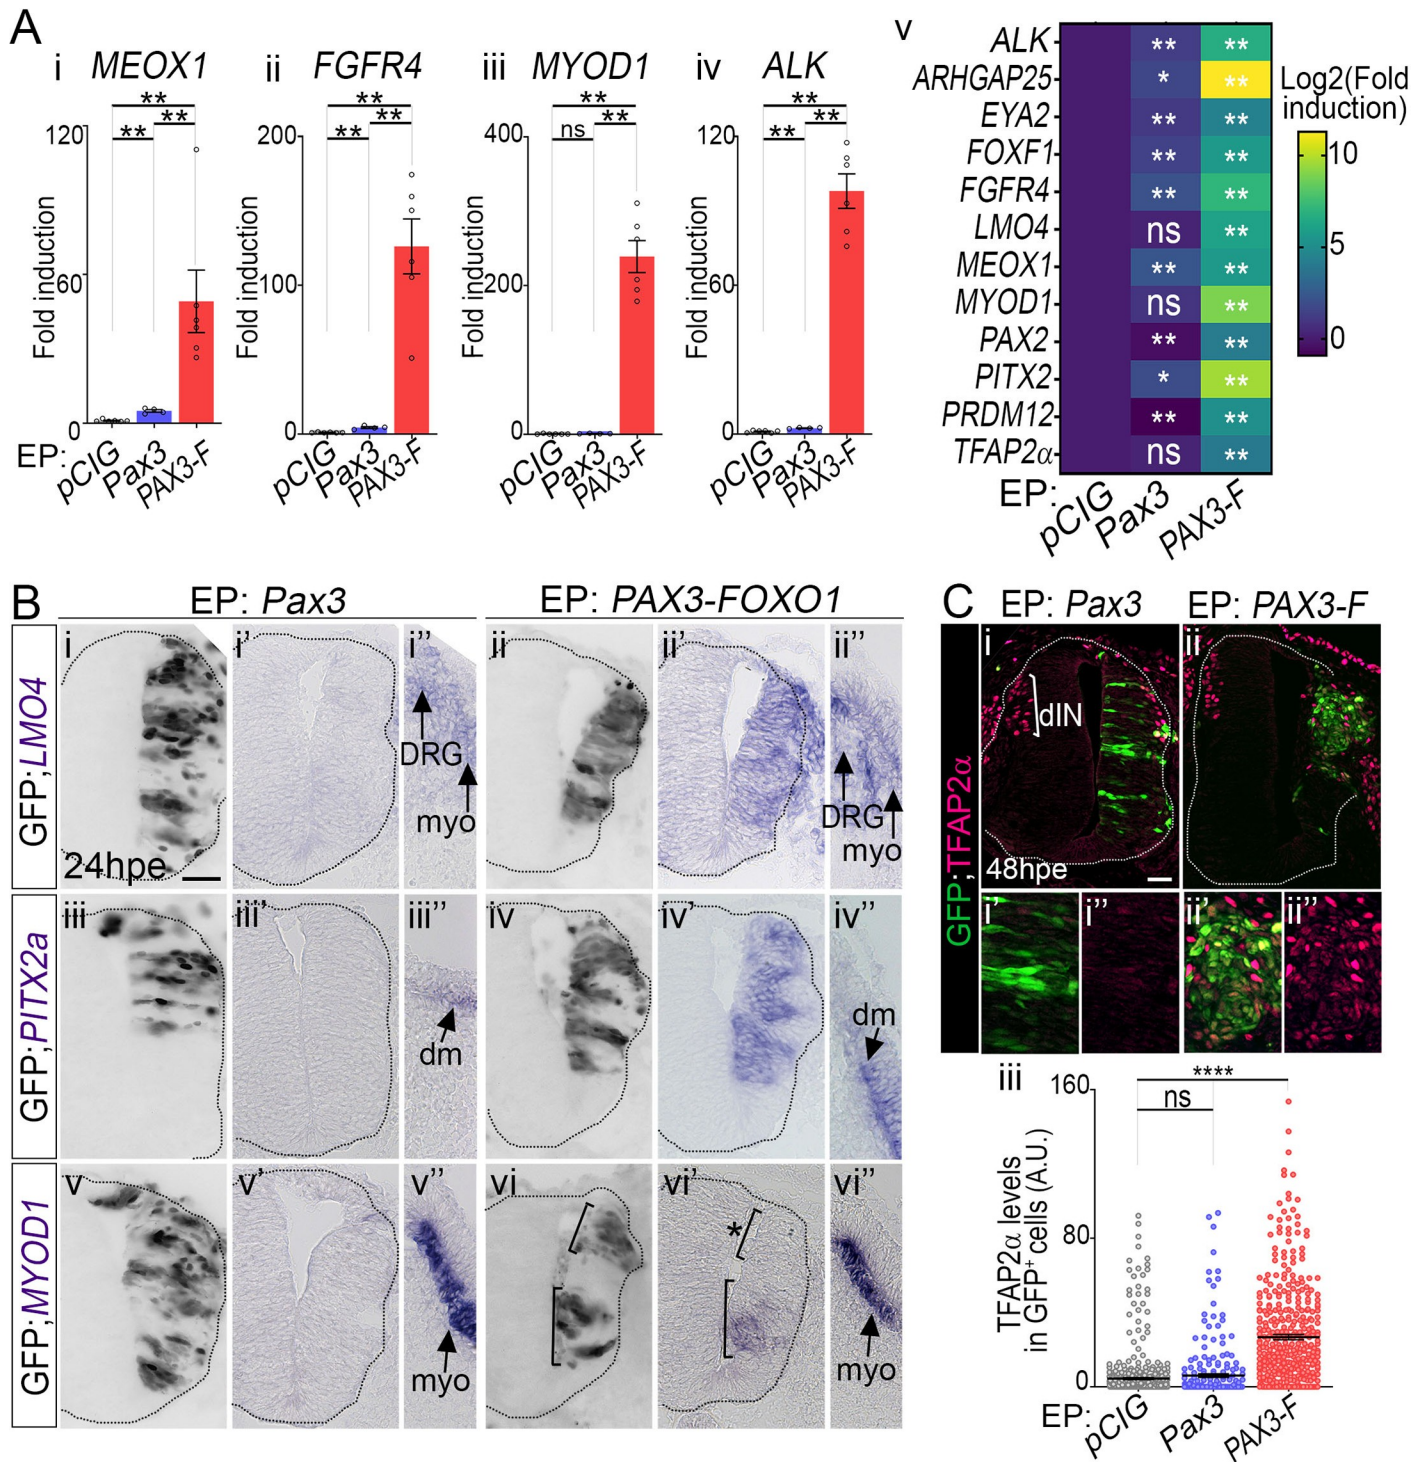 A
i MEOX1
** ** **
Fold induction
120
60
0
EP: pCIG Pax3 PAX3-F
ii FGFR4
** ** **
Fold induction
200
100
0
pCIG Pax3 PAX3-F
iii MYOD1
** ns **
Fold induction
400
200
0
pCIG Pax3 PAX3-F
iv ALK
** ** **
Fold induction
120
60
0
pCIG Pax3 PAX3-F
v
ALK ** **
ARHGAP25 * **
EYA2 ** **
FOXF1 ** **
FGFR4 ** **
LMO4 ns **
MEOX1 ** **
MYOD1 ns **
PAX2 ** **
PITX2 * **
PRDM12 ** **
TFAP2α ns **
EP: pCIG Pax3 PAX3-F
Log2(Fold
induction)
10
5
0
B
EP: Pax3
EP: PAX3-FOXO1
GFP;LMO4
i
24hpe
i’
i’’
DRG
myo
ii
ii’
ii’’
DRG
myo
GFP;PITX2a
iii
iii’
iii’’
dm
iv
iv’
iv’’
dm
GFP;MYOD1
v
v’
v’’
myo
vi
vi’
*
vi’’
myo
C
EP: Pax3
EP: PAX3-F
GFP;TFAP2α
i
dIN
48hpe
ii
i’
i’’
ii’
ii’’
iii
TFAP2α levels
in GFP+ cells (A.U.)
160
80
0
****
ns
EP: pCIG Pax3 PAX3-F